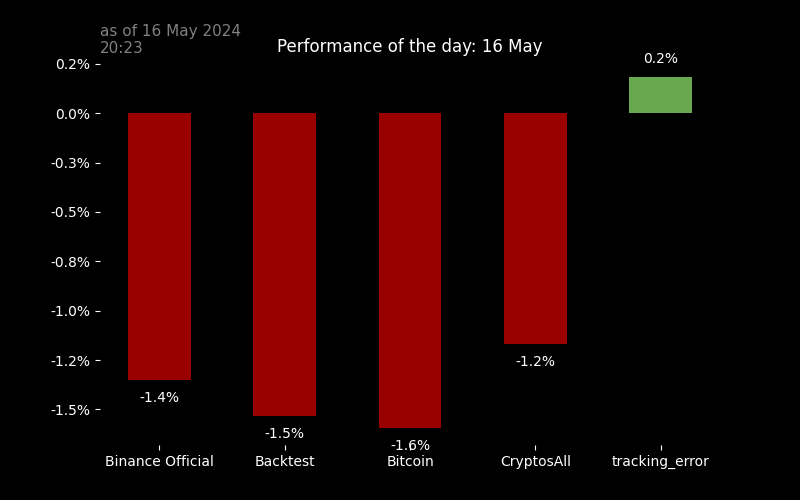 as of 16 May 2024
20:23
Performance of the day: 16 May
0.2%
0.2%
0.0%
-0.3%
-0.5%
-0.8%
-1.0%
-1.2%
-1.5%
-1.4%
-1.5%
-1.6%
-1.2%
Binance Official
Backtest
Bitcoin
CryptosAll
tracking_error